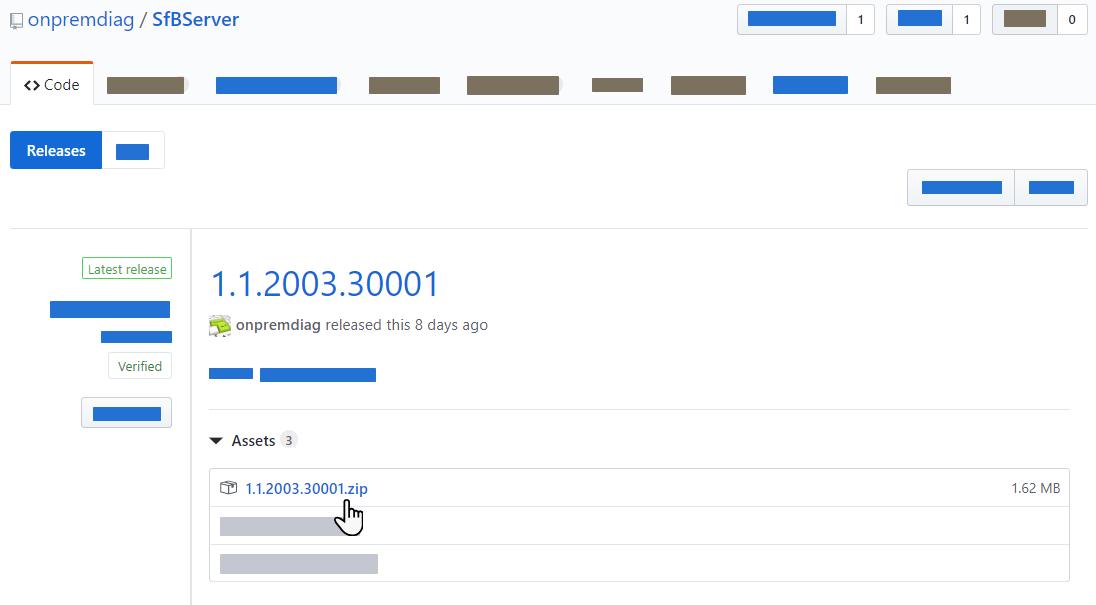 onpremdiag / SfBServer
1 1 0
Code
Releases
Latest release
1.1.2003.30001
onpremdiag released this 8 days ago
Verified
Assets 3
1.1.2003.30001.zip 1.62 MB